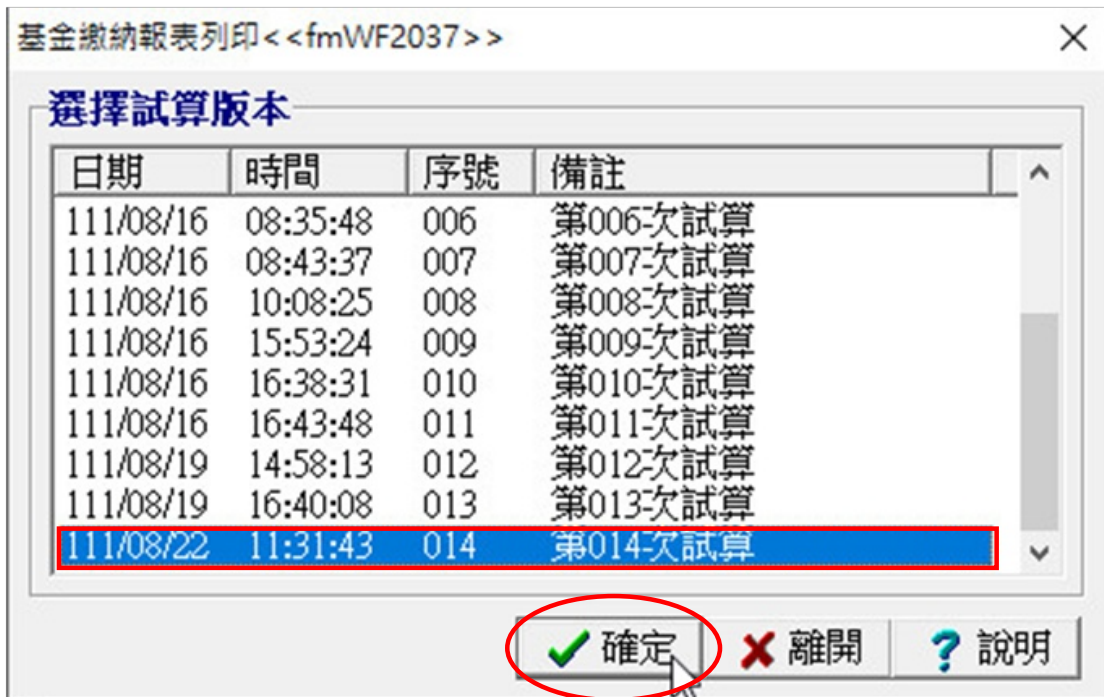 基金繳納報表列印<<fmWF2037>>
選擇試算版本
日期 時間 序號 備註
111/08/16 08:35:48 006 第006次試算
111/08/16 08:43:37 007 第007次試算
111/08/16 10:08:25 008 第008次試算
111/08/16 15:53:24 009 第009次試算
111/08/16 16:38:31 010 第010次試算
111/08/16 16:43:48 011 第011次試算
111/08/19 14:58:13 012 第012次試算
111/08/19 16:40:08 013 第013次試算
111/08/22 11:31:43 014 第014次試算
確定 離開 說明